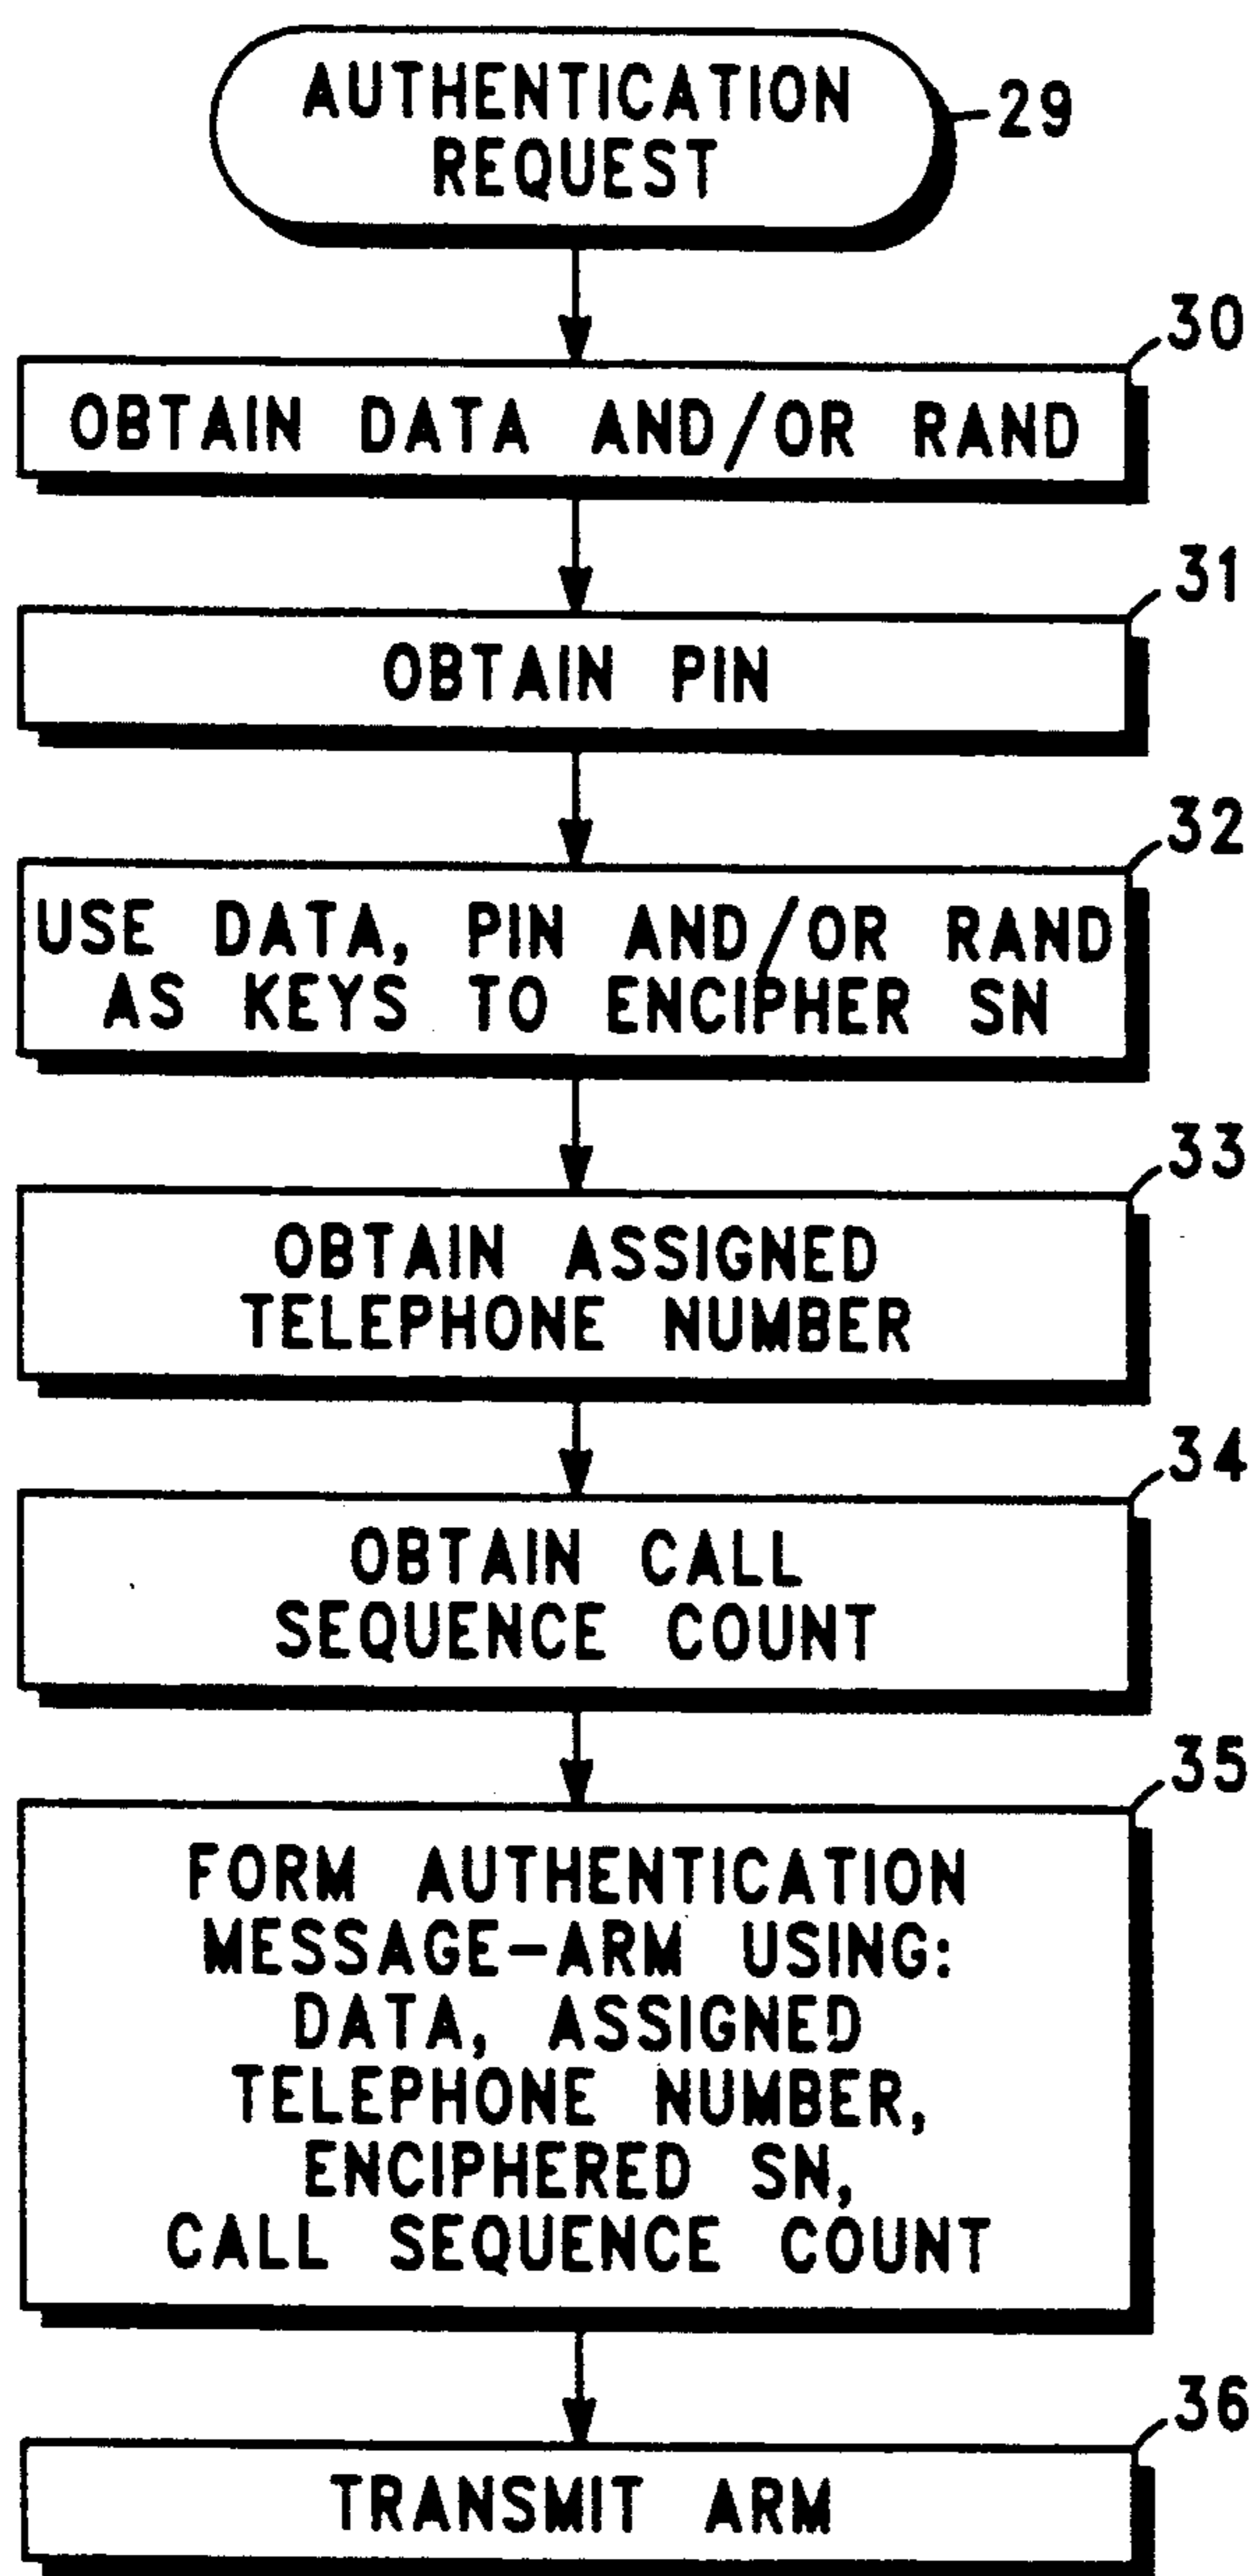 AUTHENTICATION
REQUEST
29
30
OBTAIN DATA AND/OR RAND
31
OBTAIN PIN
32
USE DATA, PIN AND/OR RAND
AS KEYS TO ENCIPHER SN
33
OBTAIN ASSIGNED
TELEPHONE NUMBER
34
OBTAIN CALL
SEQUENCE COUNT
35
FORM AUTHENTICATION
MESSAGE-ARM USING:
DATA, ASSIGNED
TELEPHONE NUMBER,
ENCIPHERED SN,
CALL SEQUENCE COUNT
36
TRANSMIT ARM